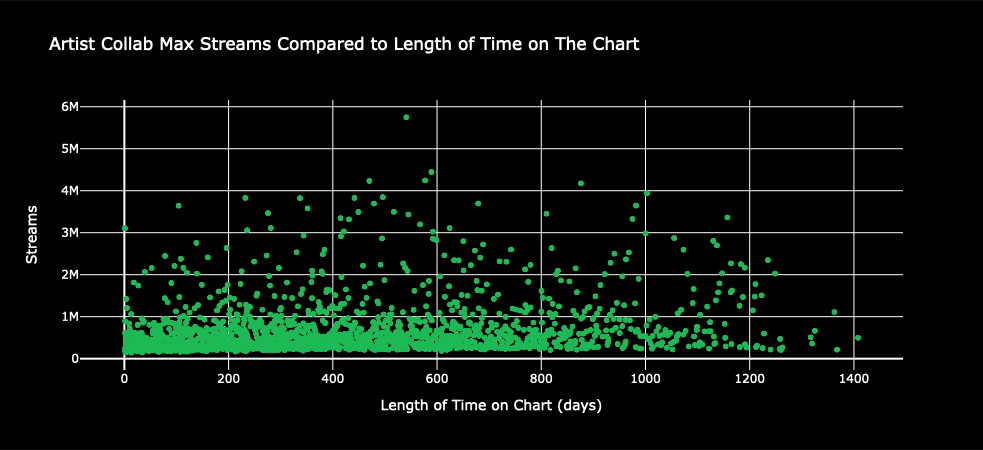 Artist Collab Max Streams Compared to Length of Time on The Chart
6M
5M
4M
3M
2M
1M
0
Streams
0 200 400 600 800 1000 1200 1400
Length of Time on Chart (days)